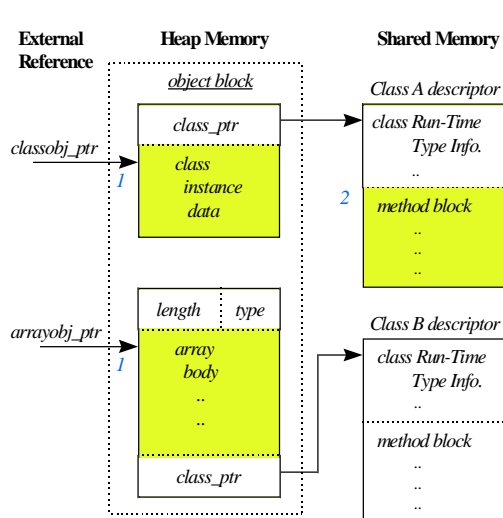 External
Reference
Heap Memory
Shared Memory
object block
class_ptr
classobj_ptr
1
class
instance
data
Class A descriptor
class Run-Time
Type Info.
..
2
method block
..
..
..
length
type
arrayobj_ptr
1
array
body
..
..
class_ptr
Class B descriptor
class Run-Time
Type Info.
..
method block
..
..
..